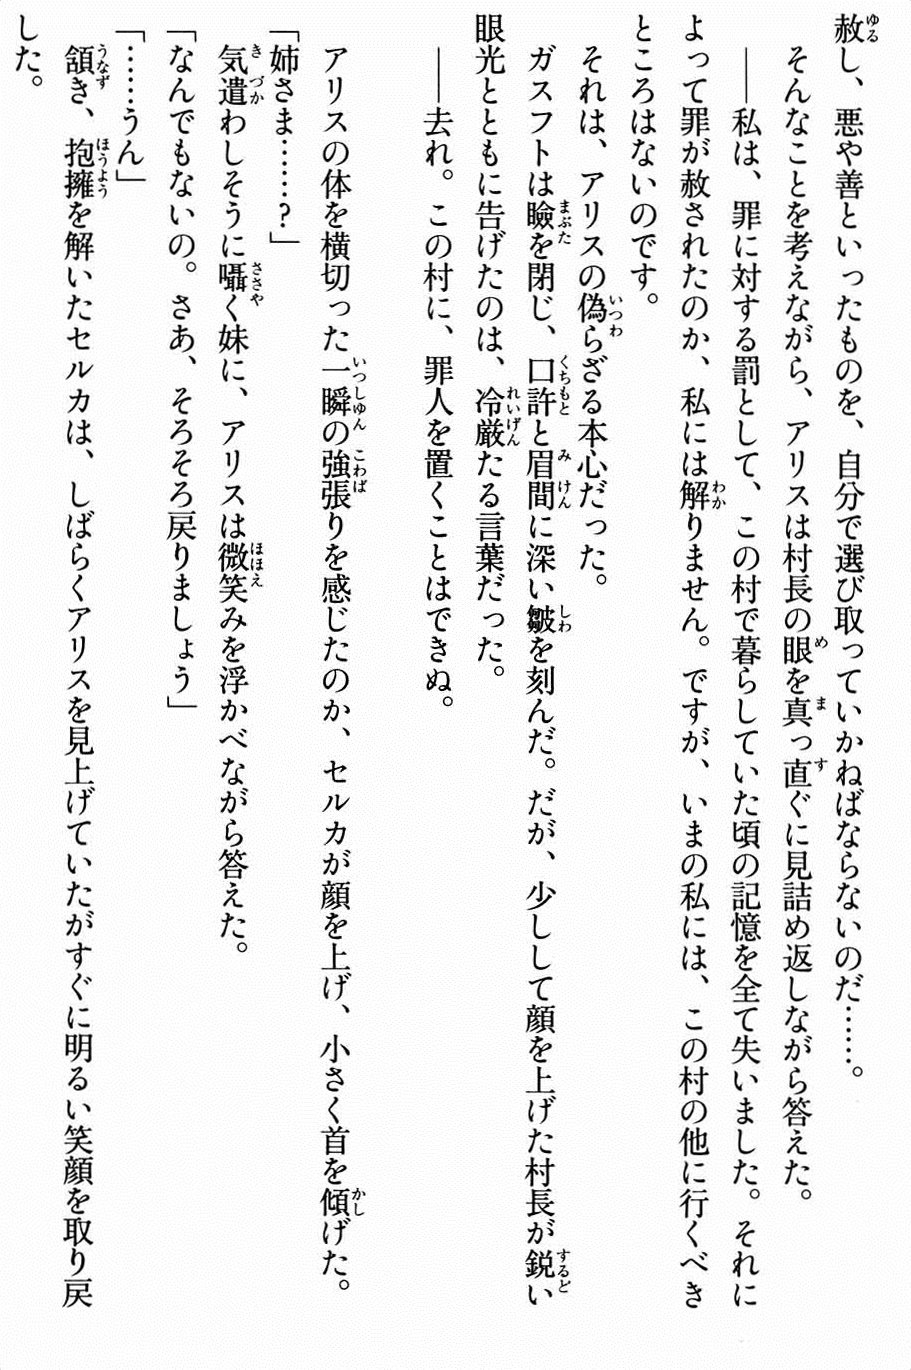 赦し、悪や善といったものを、自分で選び取っていかねばならないのだ……。
そんなことを考えながら、アリスは村長の眼を真っ直ぐに見詰め返しながら答えた。
――私は、罪に対する罰として、この村で暮らしていた頃の記憶を全て失いました。それに
よって罪が赦されたのか、私には解りません。ですが、いまの私には、この村の他に行くべき
ところはないのです。
それは、アリスの偽らざる本心だった。
ガスフトは瞼を閉じ、口許と眉間に深い皺を刻んだ。だが、少しして顔を上げた村長が鋭い
眼光とともに告げたのは、冷厳たる言葉だった。
――去れ。この村に、罪人を置くことはできぬ。
アリスの体を横切った一瞬の強張りを感じたのか、セルカが顔を上げ、小さく首を傾げた。
「姉さま……?」
気遣わしそうに囁く妹に、アリスは微笑みを浮かべながら答えた。
「なんでもないの。さあ、そろそろ戻りましょう」
「……うん」
頷き、抱擁を解いたセルカは、しばらくアリスを見上げていたがすぐに明るい笑顔を取り戻
した。